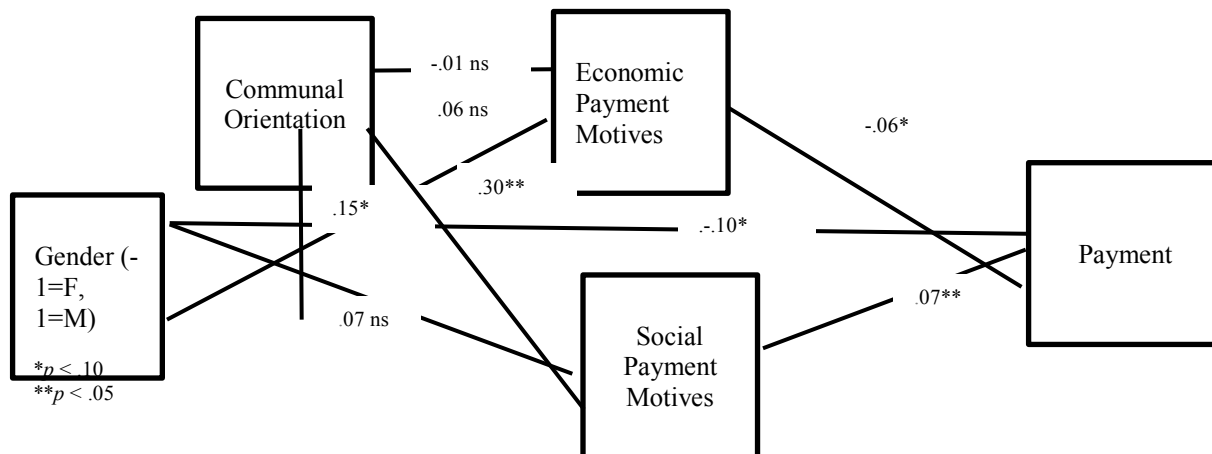 Communal
Orientation
-.01 ns
.06 ns
Economic
Payment
Motives
-.06*
.30**
.15*
.-.10*
Gender (-
1=F,
1=M)
*p < .10
**p < .05
.07 ns
Social
Payment
Motives
.07**
Payment